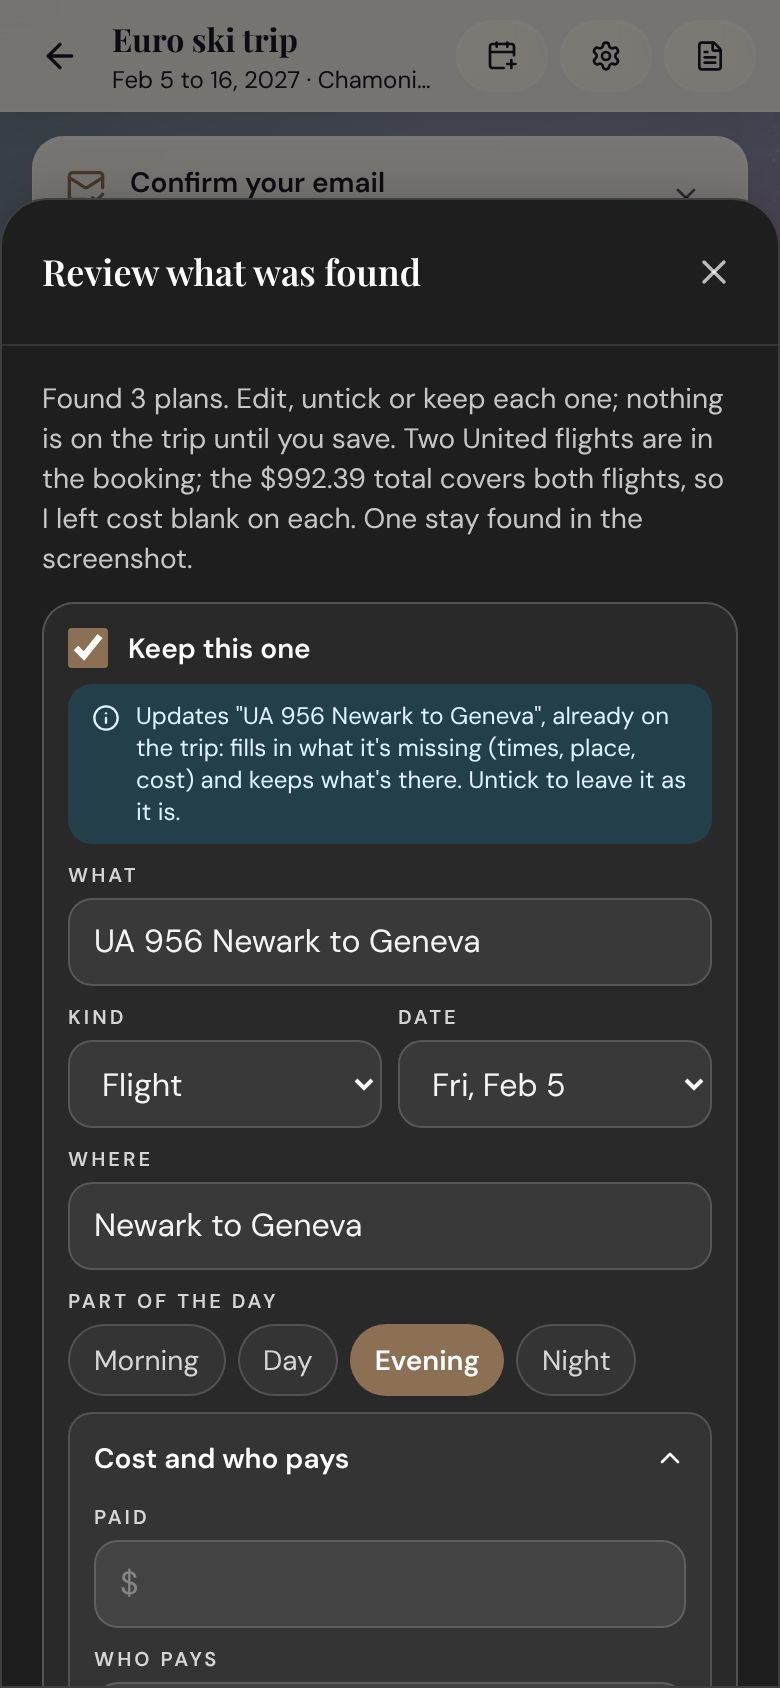 Euro ski trip
Feb 5 to 16, 2027 · Chamoni...
Confirm your email
Review what was found
Found 3 plans. Edit, untick or keep each one; nothing
is on the trip until you save. Two United flights are in
the booking; the $992.39 total covers both flights, so
I left cost blank on each. One stay found in the
screenshot.
Keep this one
Updates "UA 956 Newark to Geneva", already on
the trip: fills in what it's missing (times, place,
cost) and keeps what's there. Untick to leave it as
it is.
WHAT
UA 956 Newark to Geneva
KIND
DATE
Flight
Fri, Feb 5
WHERE
Newark to Geneva
PART OF THE DAY
Morning
Day
Evening
Night
Cost and who pays
PAID
$
WHO PAYS